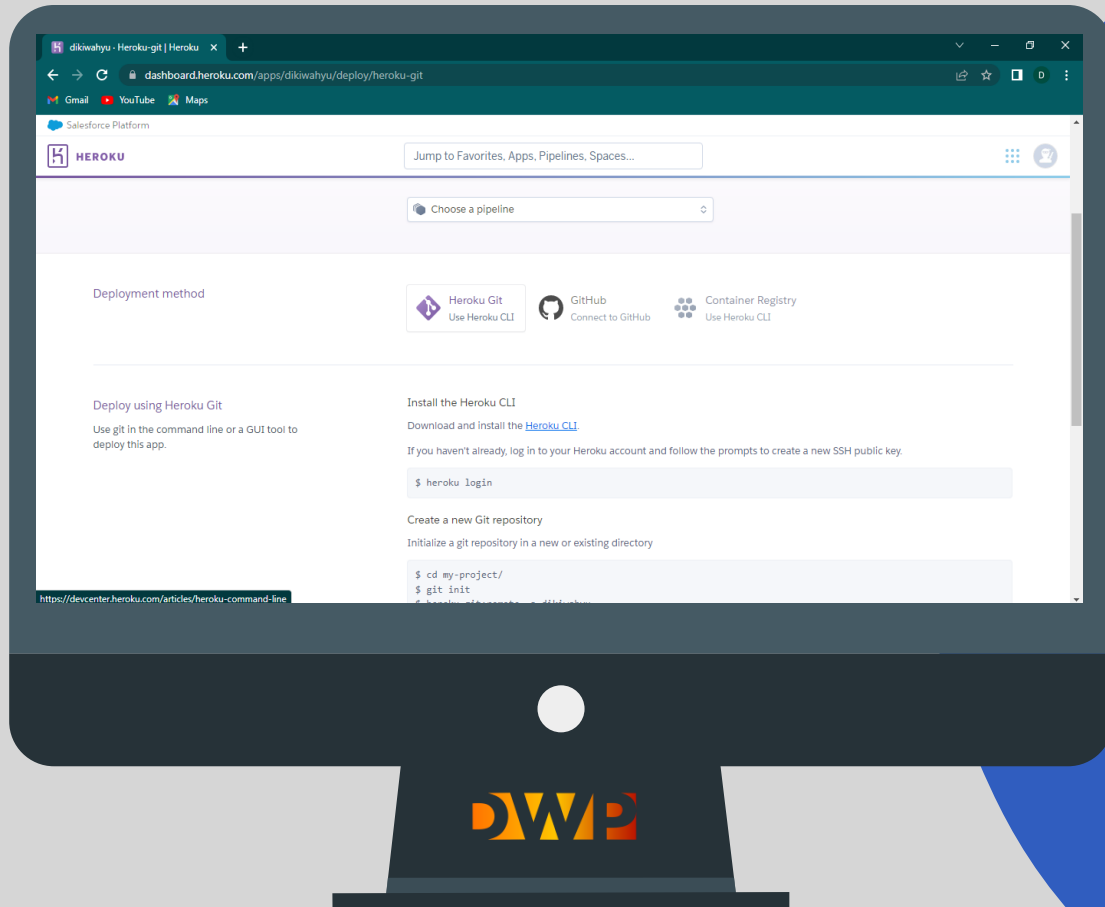 dikiwahyu · Heroku-git | Heroku
dashboard.heroku.com/apps/dikiwahyu/deploy/heroku-git
D
Gmail YouTube Maps
Salesforce Platform
HEROKU
Jump to Favorites, Apps, Pipelines, Spaces...
Choose a pipeline
Deployment method
Heroku Git
Use Heroku CLI
GitHub
Connect to GitHub
Container Registry
Use Heroku CLI
Deploy using Heroku Git
Use git in the command line or a GUI tool to
deploy this app.
Install the Heroku CLI
Download and install the Heroku CLI.
If you haven't already, log in to your Heroku account and follow the prompts to create a new SSH public key.
$ heroku login
Create a new Git repository
Initialize a git repository in a new or existing directory
$ cd my-project/
$ git init
$ heroku git:remote -a dikiwahyu
https://devcenter.heroku.com/articles/heroku-command-line
DWP